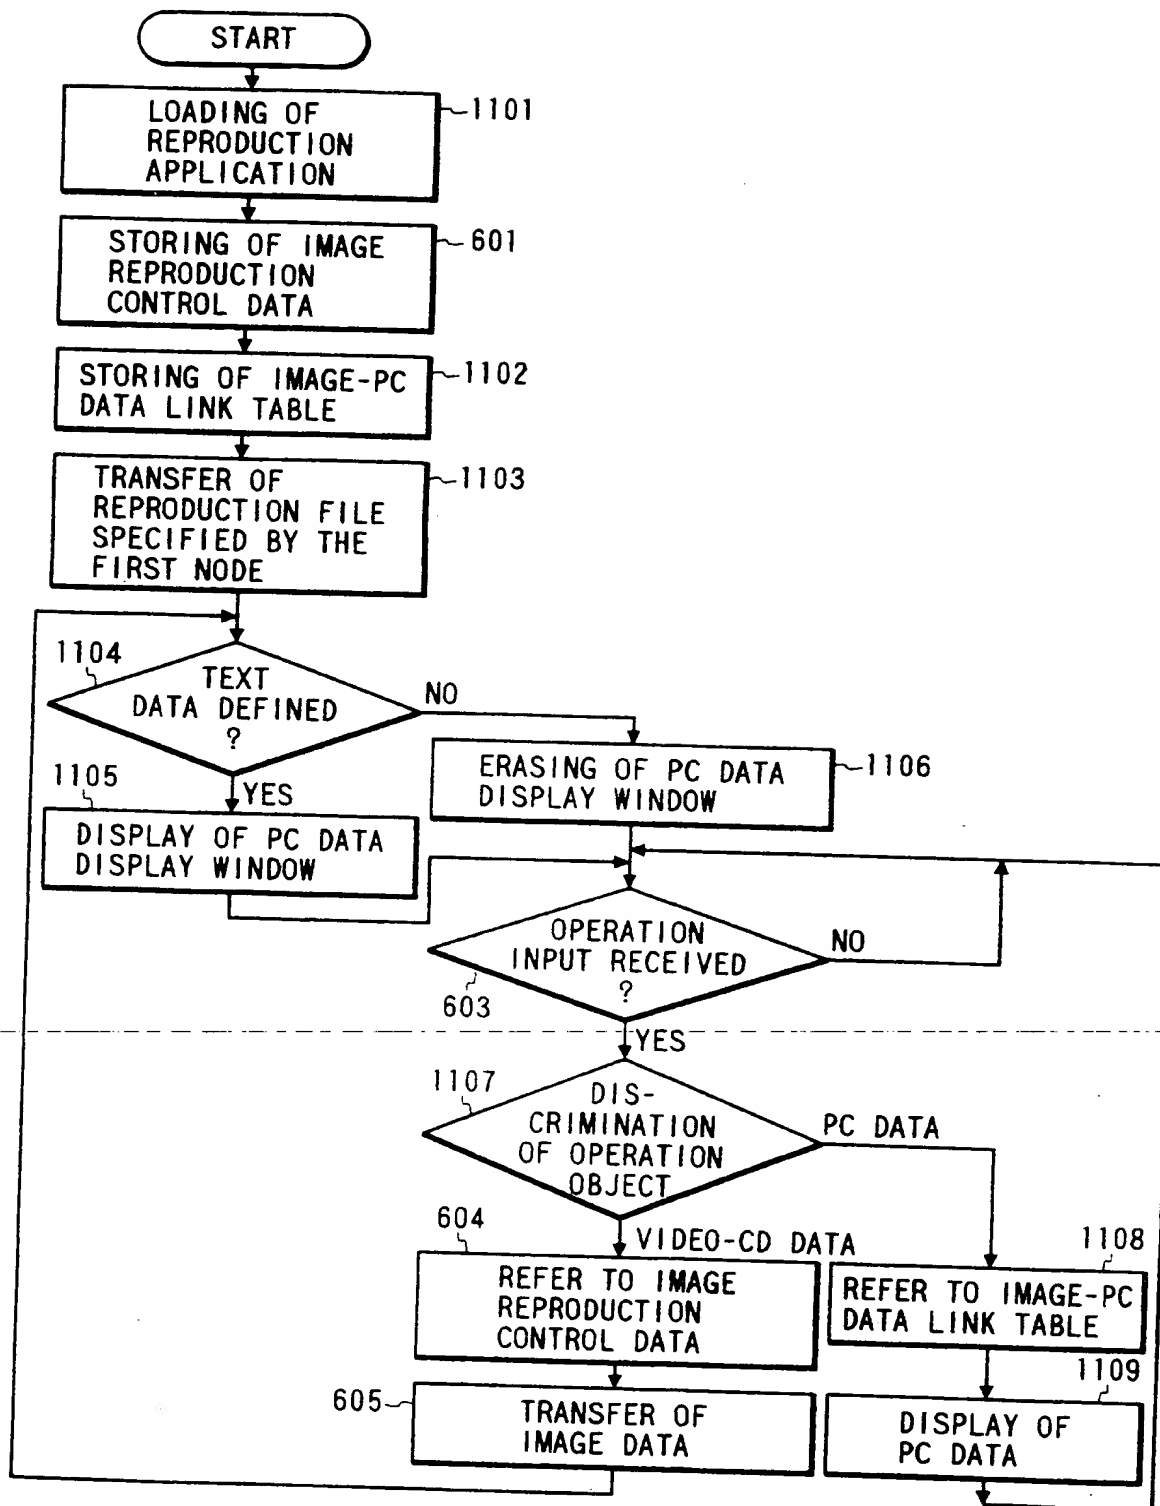 START
LOADING OF
REPRODUCTION
APPLICATION
1101
STORING OF IMAGE
REPRODUCTION
CONTROL DATA
601
STORING OF IMAGE-PC
DATA LINK TABLE
1102
TRANSFER OF
REPRODUCTION FILE
SPECIFIED BY THE
FIRST NODE
1103
1104
TEXT
DATA DEFINED
?
NO
YES
1105
DISPLAY OF PC DATA
DISPLAY WINDOW
ERASING OF PC DATA
DISPLAY WINDOW
1106
OPERATION
INPUT RECEIVED
?
NO
603
YES
1107
DIS-
CRIMINATION
OF OPERATION
OBJECT
PC DATA
VIDEO-CD DATA
604
REFER TO IMAGE
REPRODUCTION
CONTROL DATA
1108
REFER TO IMAGE-PC
DATA LINK TABLE
605
TRANSFER OF
IMAGE DATA
1109
DISPLAY OF
PC DATA